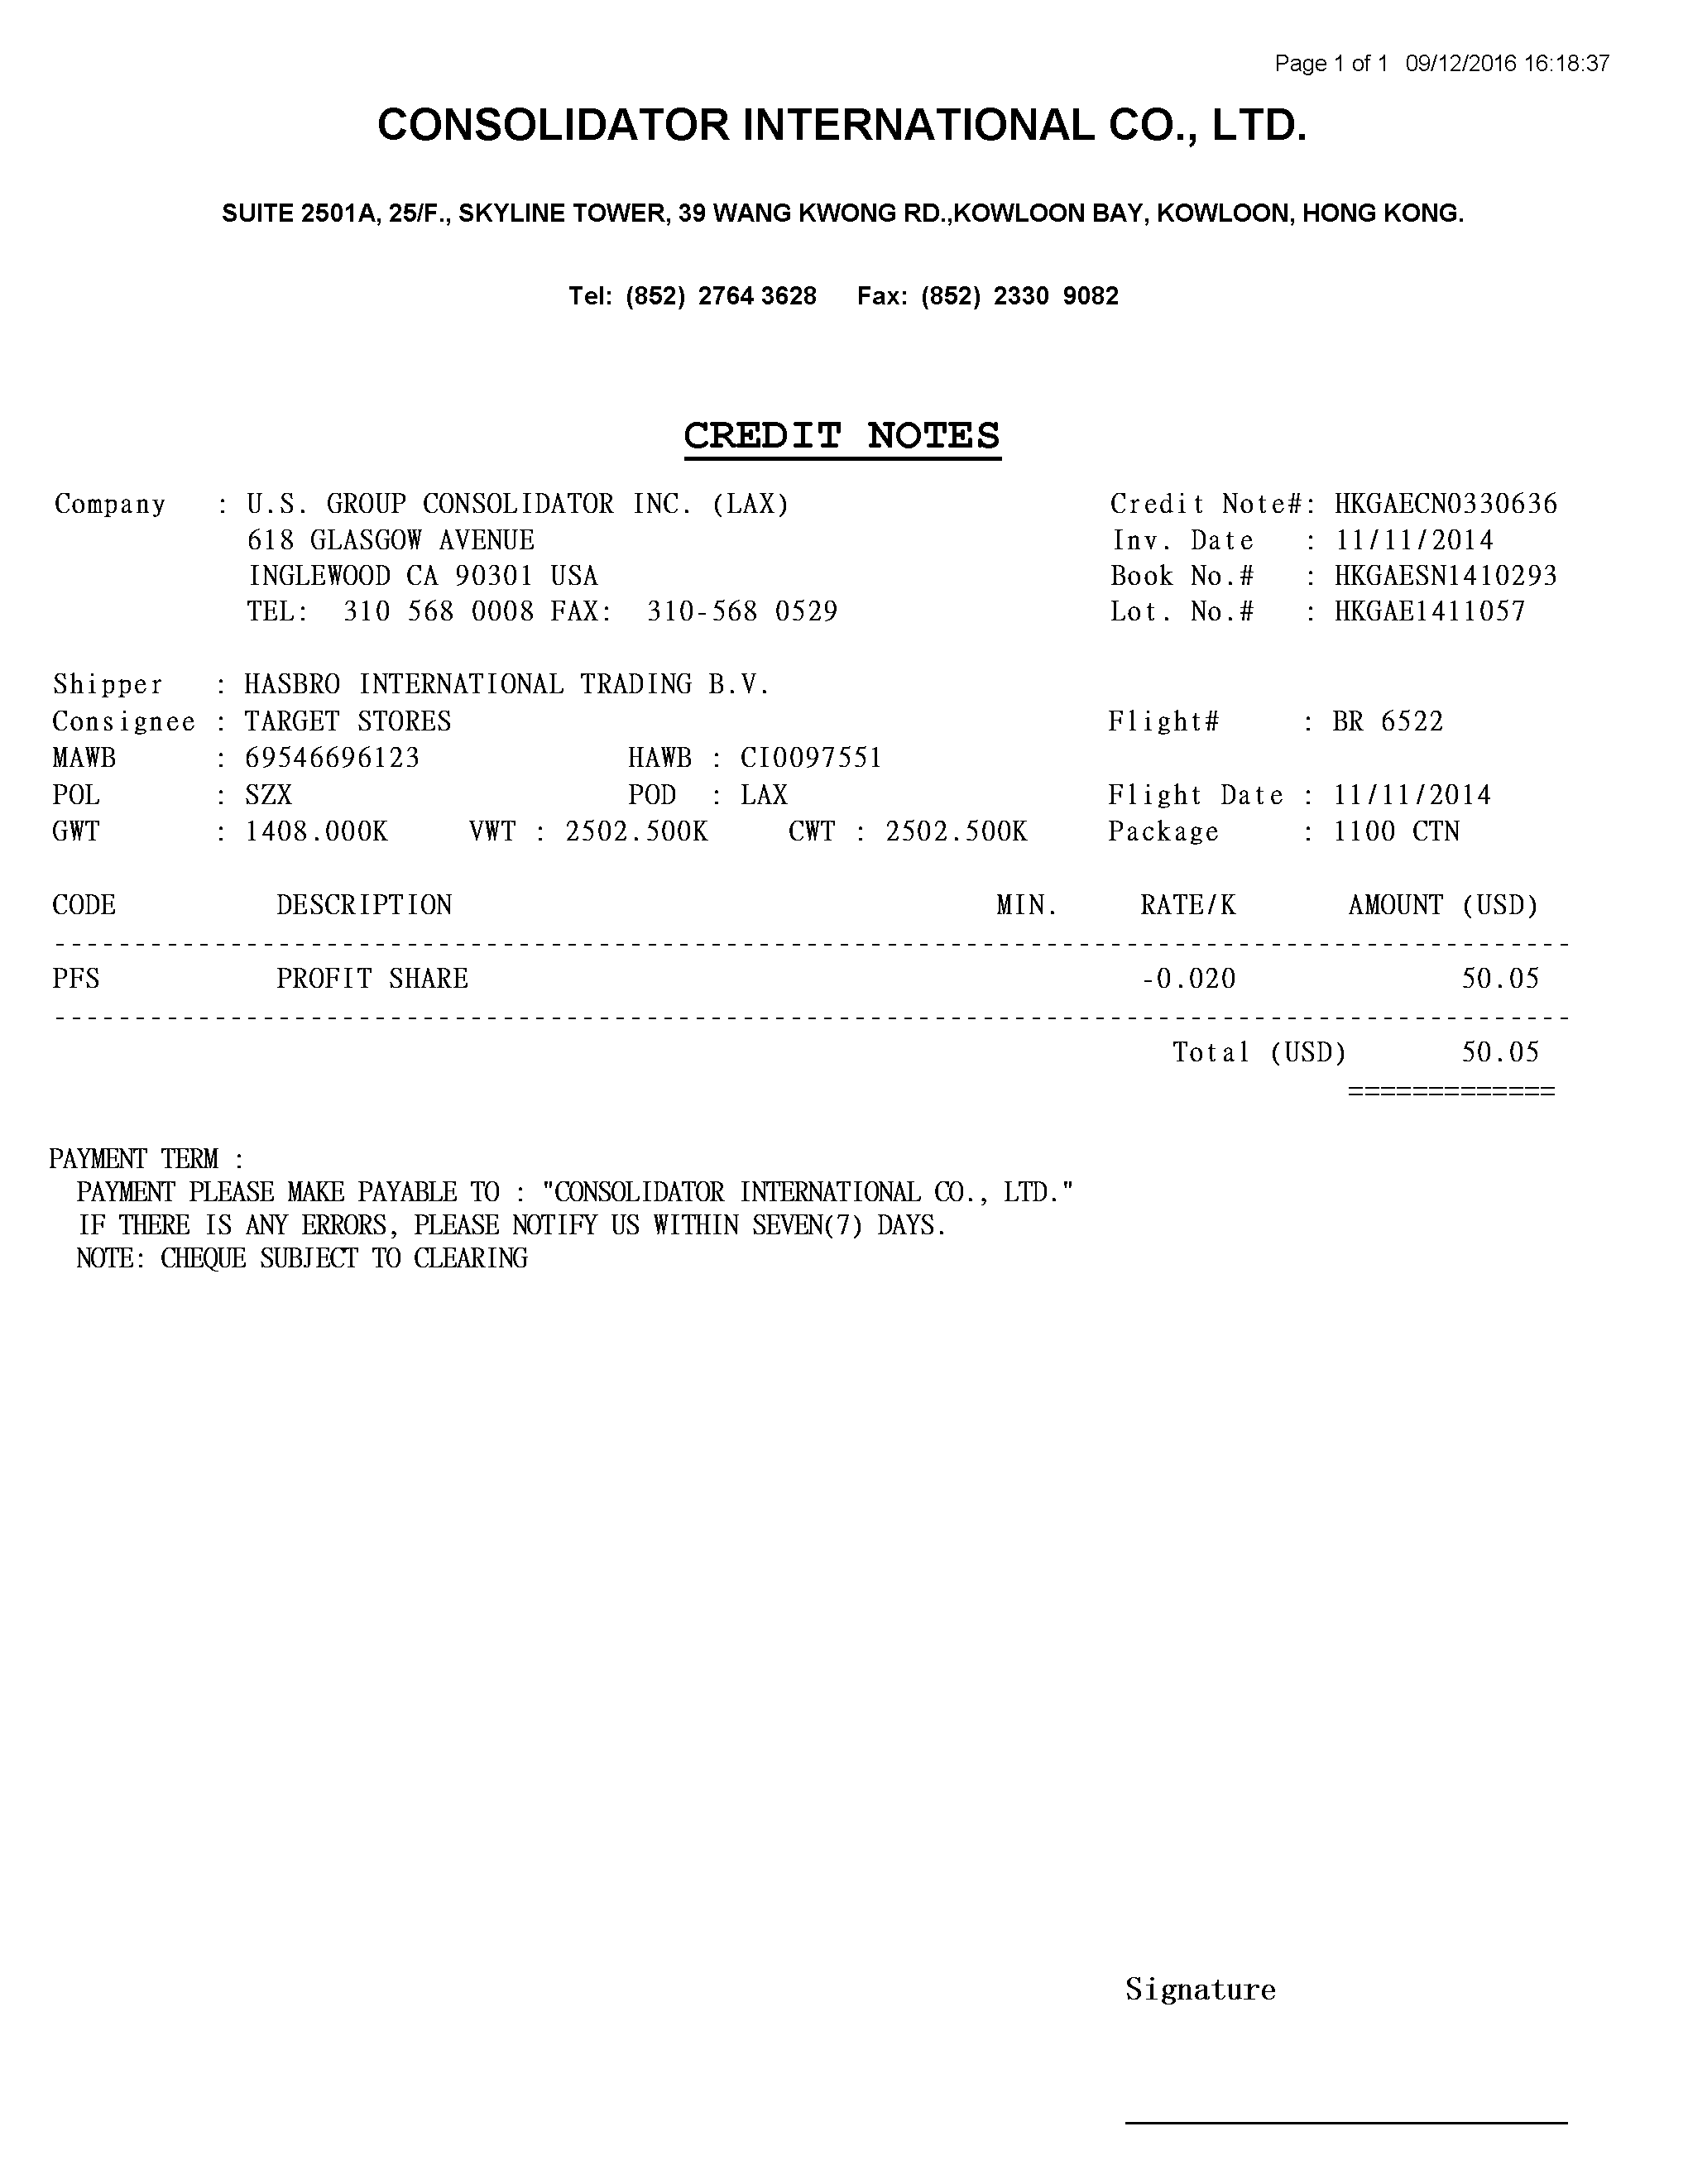 Page 1 of 1 09/12/2016 16:18:37
CONSOLIDATOR INTERNATIONAL CO., LTD.
SUITE 2501A, 25/F., SKYLINE TOWER, 39 WANG KWONG RD.,KOWLOON BAY, KOWLOON, HONG KONG.
Tel: (852) 2764 3628 Fax: (852) 2330 9082
CREDIT NOTES
Company : U.S. GROUP CONSOLIDATOR INC. (LAX) Credit Note#: HKGAECN0330636
618 GLASGOW AVENUE Inv. Date : 11/11/2014
INGLEWOOD CA 90301 USA Book No.# : HKGAESN1410293
TEL: 310 568 0008 FAX: 310-568 0529 Lot. No.# : HKGAE1411057
Shipper : HASBRO INTERNATIONAL TRADING B.V.
Consignee : TARGET STORES Flight# : BR 6522
MAWB : 69546696123 HAWB : CI0097551
POL : SZX POD : LAX Flight Date : 11/11/2014
GWT : 1408.000K VWT : 2502.500K CWT : 2502.500K Package : 1100 CTN
CODE DESCRIPTION MIN. RATE/K AMOUNT (USD)
PFS PROFIT SHARE -0.020 50.05
Total (USD) 50.05
=============
PAYMENT TERM :
PAYMENT PLEASE MAKE PAYABLE TO : "CONSOLIDATOR INTERNATIONAL CO., LTD."
IF THERE IS ANY ERRORS, PLEASE NOTIFY US WITHIN SEVEN(7) DAYS.
NOTE: CHEQUE SUBJECT TO CLEARING
Signature